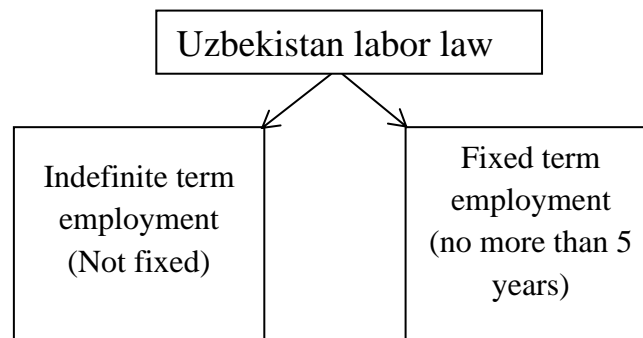 Uzbekistan labor law
Indefinite term
employment
(Not fixed)
Fixed term
employment
(no more than 5
years)